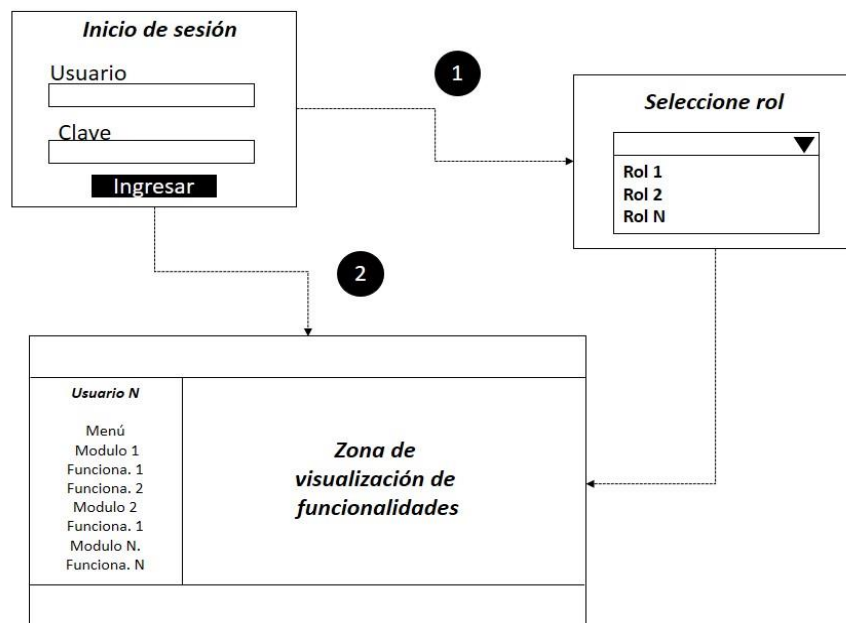 Inicio de sesión
Usuario
Clave
Ingresar
1
Seleccione rol
Rol 1
Rol 2
Rol N
2
Usuario N
Menú
Modulo 1
Funciona. 1
Funciona. 2
Modulo 2
Funciona. 1
Modulo N.
Funciona. N
Zona de
visualización de
funcionalidades